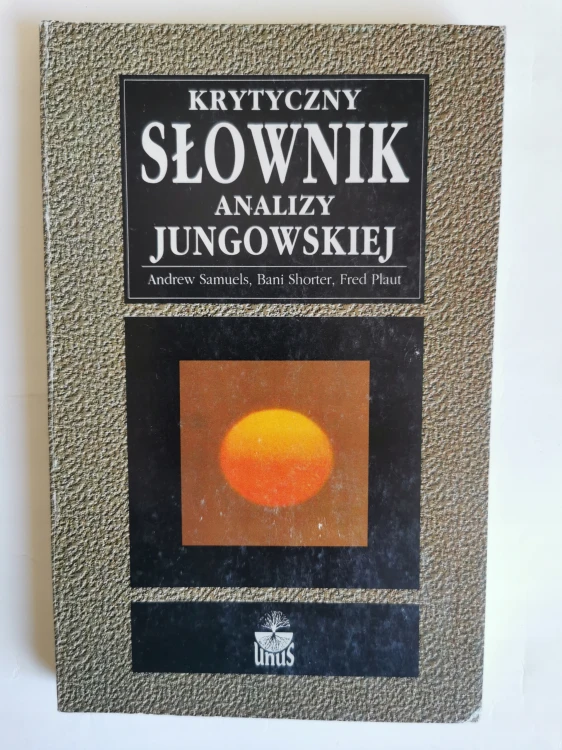 KRYTYCZNY
SŁOWNIK
ANALIZY
JUNGOWSKIEJ
Andrew Samuels, Bani Shorter, Fred Plaut
unus